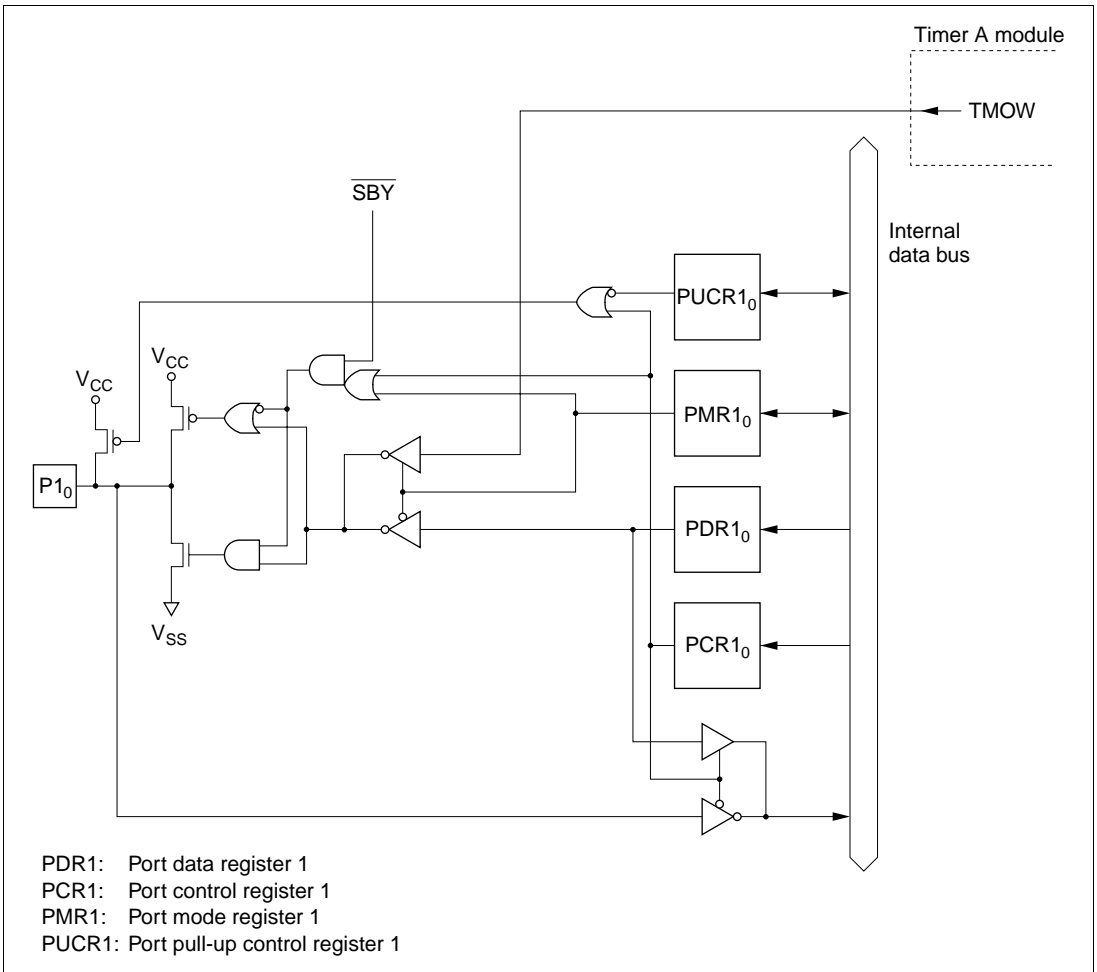 Timer A module
TMOW
SBY
Internal
data bus
PUCR1₀
VCC
VCC
PMR1₀
P1₀
PDR1₀
VSS
PCR1₀
PDR1: Port data register 1
PCR1: Port control register 1
PMR1: Port mode register 1
PUCR1: Port pull-up control register 1